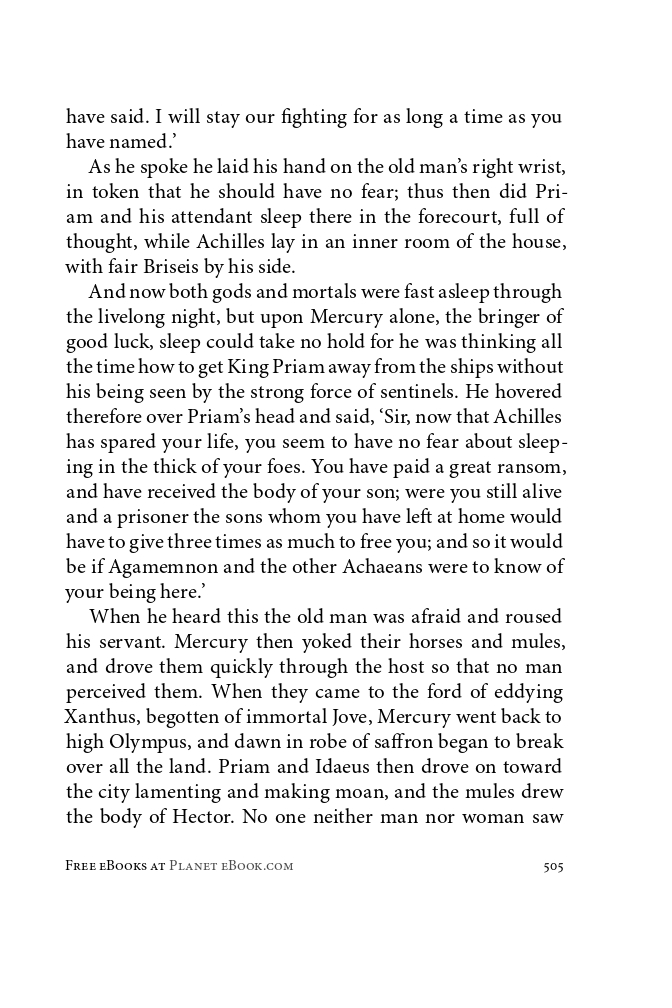 have said. I will stay our fighting for as long a time as you
have named.’
As he spoke he laid his hand on the old man’s right wrist,
in token that he should have no fear; thus then did Pri-
am and his attendant sleep there in the forecourt, full of
thought, while Achilles lay in an inner room of the house,
with fair Briseis by his side.
And now both gods and mortals were fast asleep through
the livelong night, but upon Mercury alone, the bringer of
good luck, sleep could take no hold for he was thinking all
the time how to get King Priam away from the ships without
his being seen by the strong force of sentinels. He hovered
therefore over Priam’s head and said, ‘Sir, now that Achilles
has spared your life, you seem to have no fear about sleep-
ing in the thick of your foes. You have paid a great ransom,
and have received the body of your son; were you still alive
and a prisoner the sons whom you have left at home would
have to give three times as much to free you; and so it would
be if Agamemnon and the other Achaeans were to know of
your being here.’
When he heard this the old man was afraid and roused
his servant. Mercury then yoked their horses and mules,
and drove them quickly through the host so that no man
perceived them. When they came to the ford of eddying
Xanthus, begotten of immortal Jove, Mercury went back to
high Olympus, and dawn in robe of saffron began to break
over all the land. Priam and Idaeus then drove on toward
the city lamenting and making moan, and the mules drew
the body of Hector. No one neither man nor woman saw
Free eBooks at Planet eBook.com 505